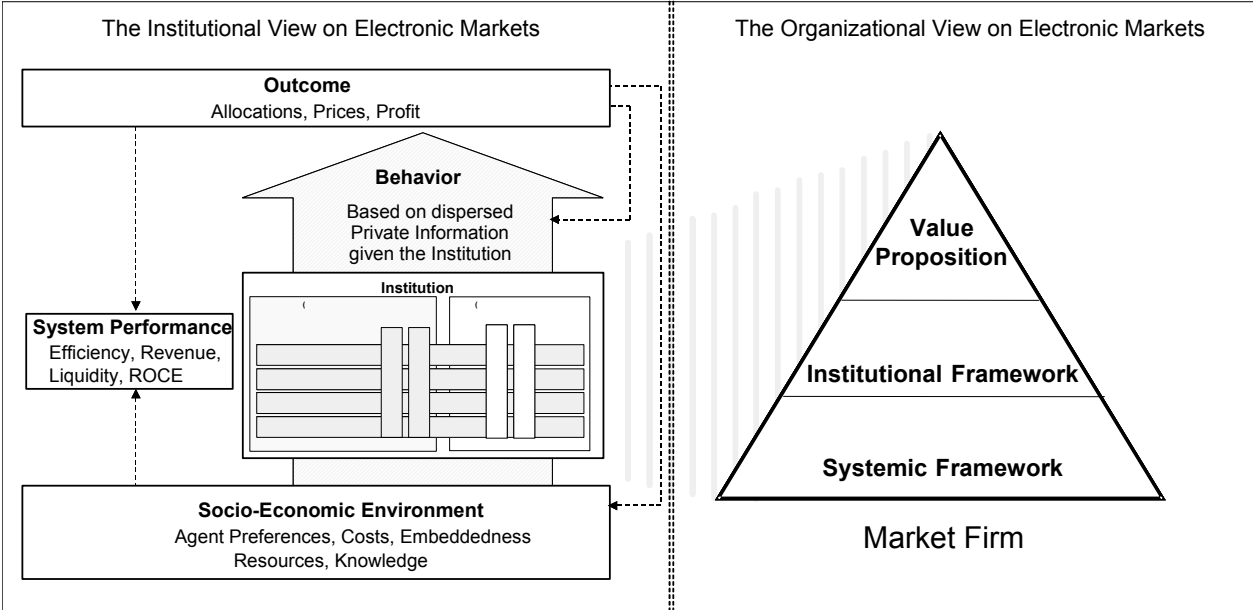 The Institutional View on Electronic Markets
Outcome
Allocations, Prices, Profit
Behavior
Based on dispersed
Private Information
given the Institution
Institution
(
(
System Performance
Efficiency, Revenue,
Liquidity, ROCE
Socio-Economic Environment
Agent Preferences, Costs, Embeddedness
Resources, Knowledge
The Organizational View on Electronic Markets
Value
Proposition
Institutional Framework
Systemic Framework
Market Firm